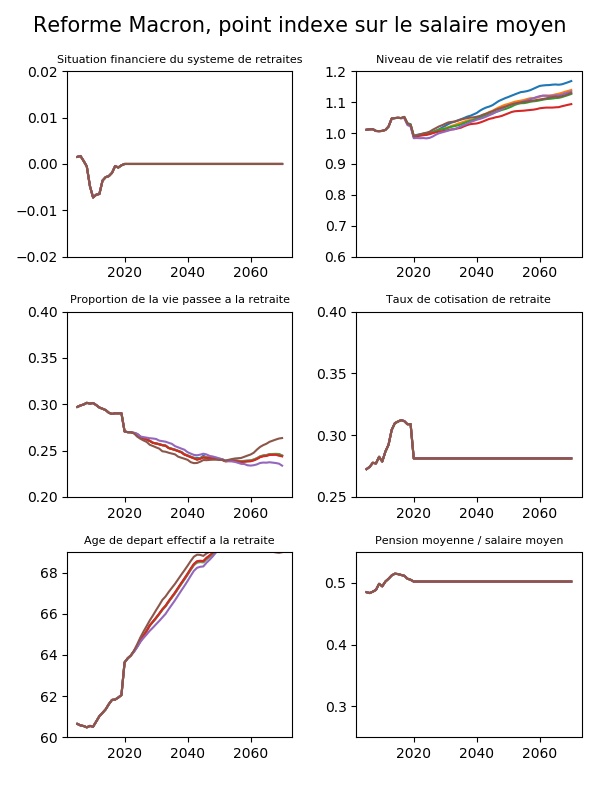 Reforme Macron, point indexe sur le salaire moyen
Situation financiere du systeme de retraites
0.02
0.01
0.00
−0.01
−0.02
2020 2040 2060
Niveau de vie relatif des retraites
1.2
1.1
1.0
0.9
0.8
0.7
0.6
2020 2040 2060
Proportion de la vie passee a la retraite
0.40
0.35
0.30
0.25
0.20
2020 2040 2060
Taux de cotisation de retraite
0.40
0.35
0.30
0.25
2020 2040 2060
Age de depart effectif a la retraite
68
66
64
62
60
2020 2040 2060
Pension moyenne / salaire moyen
0.5
0.4
0.3
2020 2040 2060